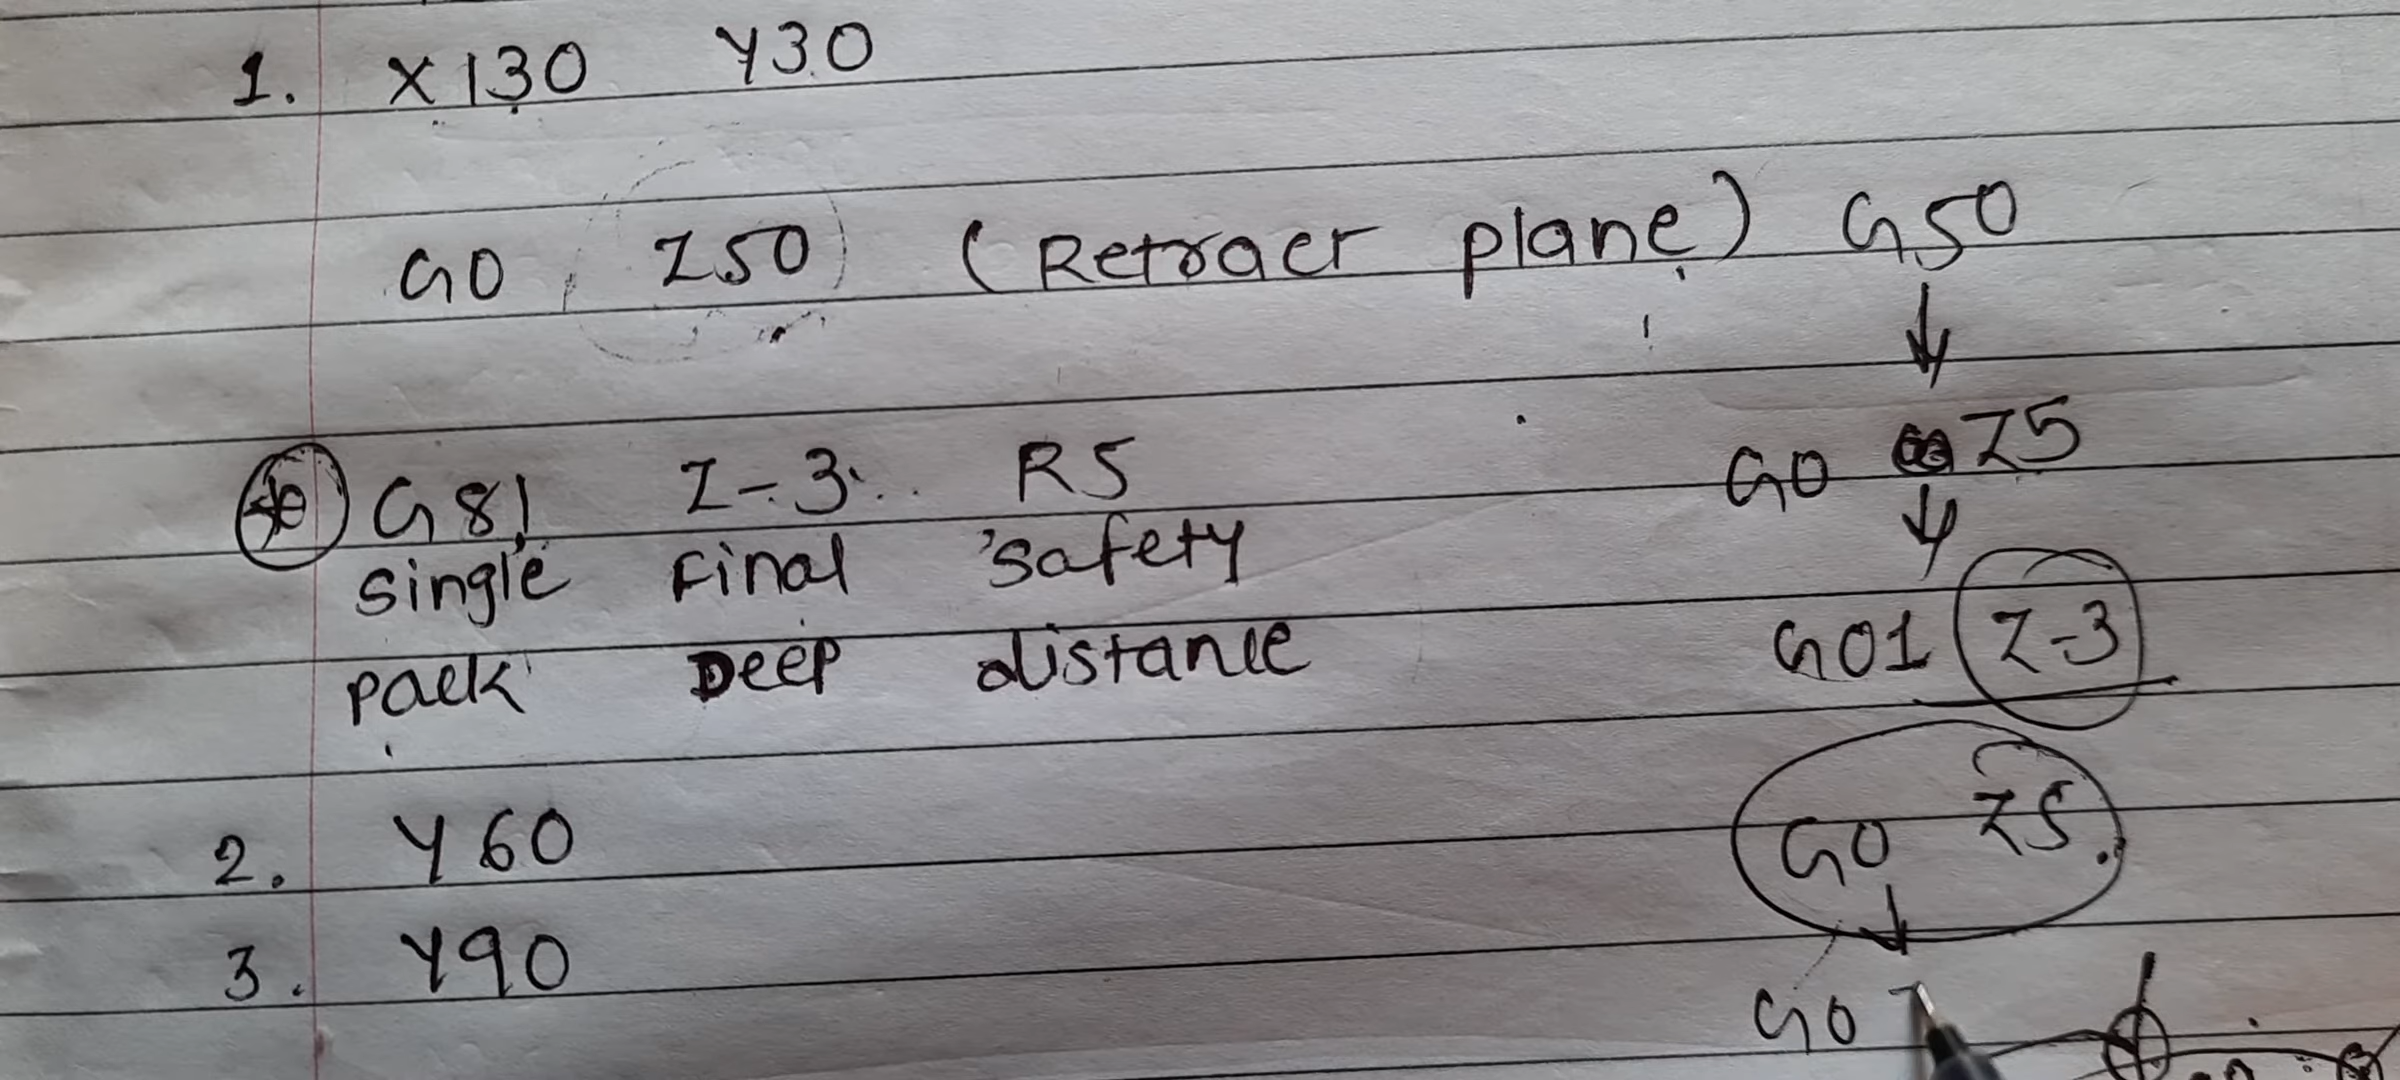 1. X130 Y30
G0 Z50 (Retract plane) G50
G0 Z5
G81 Z-3. R5
Single Final Safety
pack Deep distance
G01 Z-3
2. Y60
G0 Z5.
3. Y90
G0